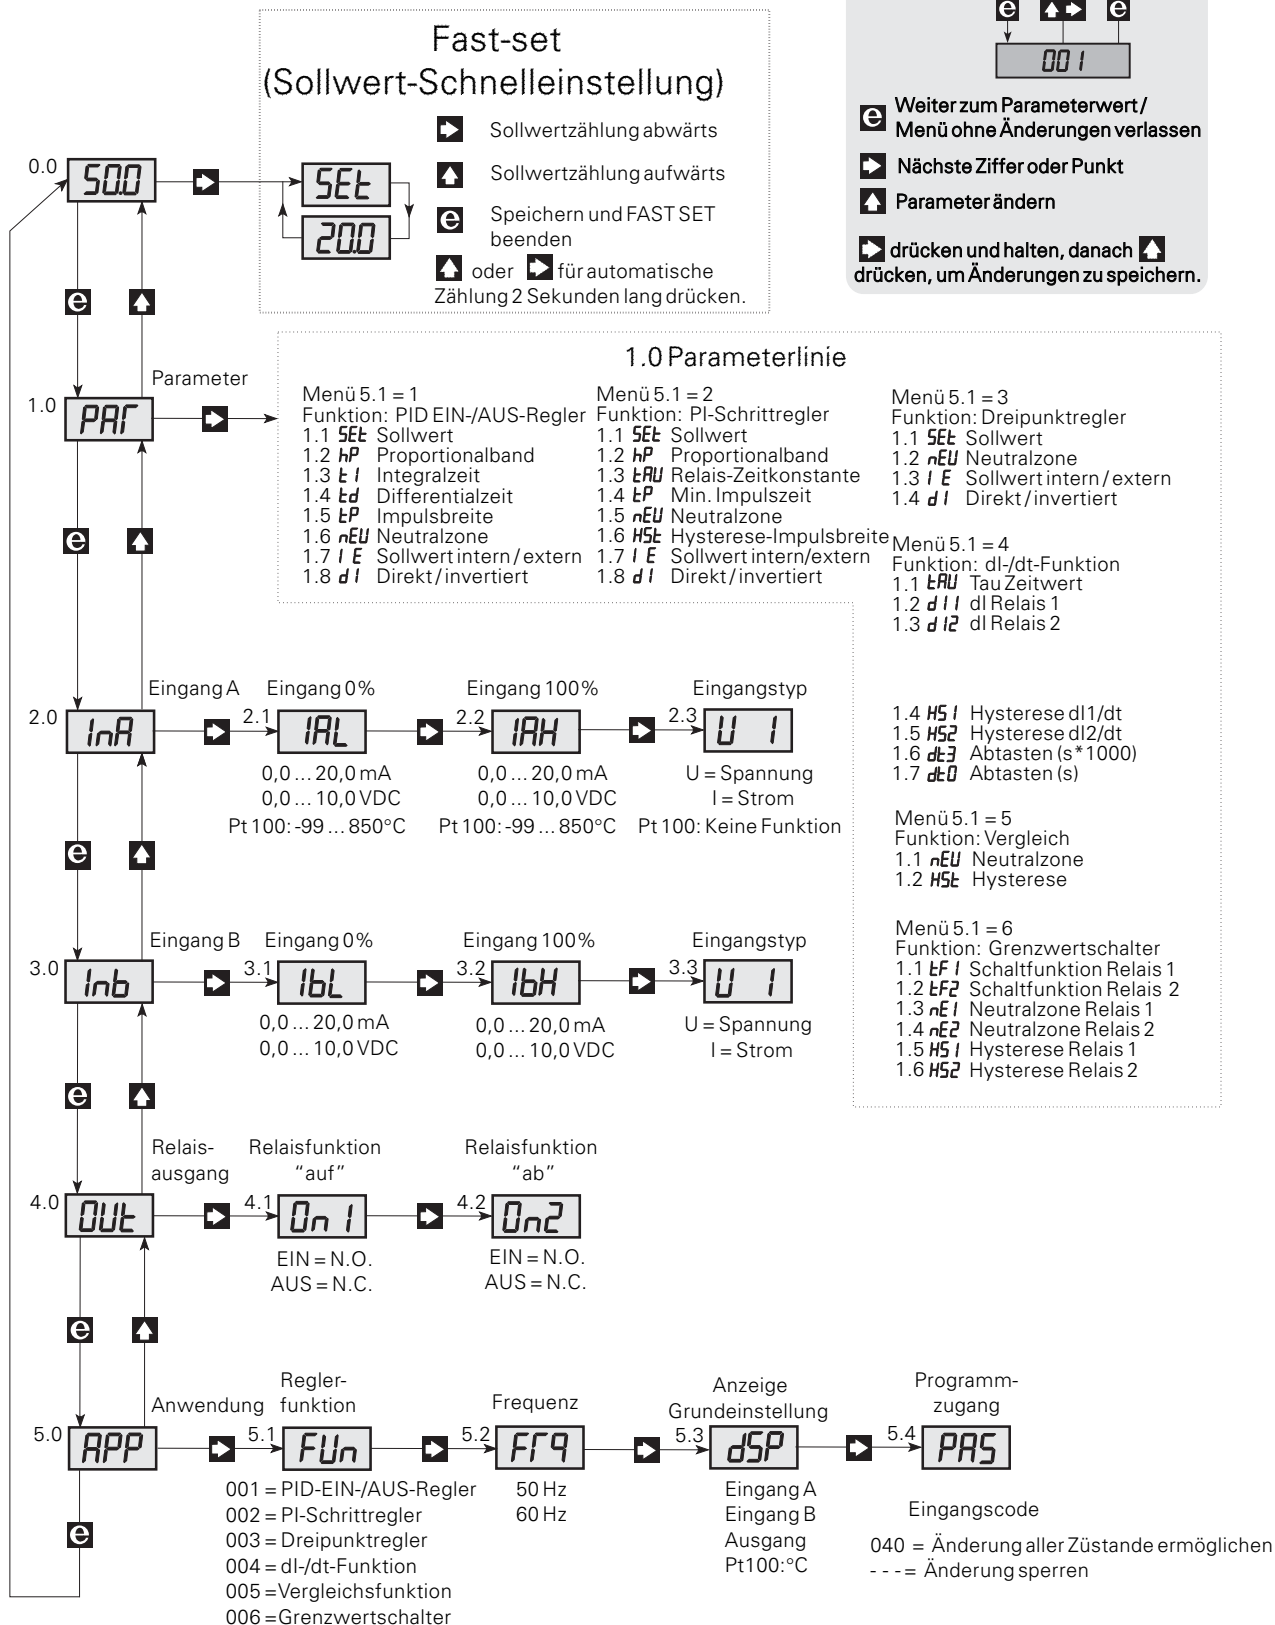 Fast-set
(Sollwert-Schnelleinstellung)
Sollwertzählung abwärts
Sollwertzählung aufwärts
e Speichern und FAST SET
beenden
oder für automatische
Zählung 2 Sekunden lang drücken.
e e
001
e Weiter zum Parameterwert/
Menü ohne Änderungen verlassen
Nächste Ziffer oder Punkt
Parameter ändern
drücken und halten, danach
drücken, um Änderungen zu speichern.
0.0 50.0
SEt
20.0
e
1.0 PAr Parameter
1.0 Parameterlinie
Menü 5.1 = 1
Funktion: PID EIN-/AUS-Regler
1.1 SEt Sollwert
1.2 hP Proportionalband
1.3 tI Integralzeit
1.4 td Differentialzeit
1.5 tP Impulsbreite
1.6 nEU Neutralzone
1.7 I E Sollwert intern/extern
1.8 dI Direkt/invertiert
Menü 5.1 = 2
Funktion: PI-Schrittregler
1.1 SEt Sollwert
1.2 hP Proportionalband
1.3 tAU Relais-Zeitkonstante
1.4 tP Min. Impulszeit
1.5 nEU Neutralzone
1.6 HSt Hysterese-Impulsbreite
1.7 I E Sollwert intern/extern
1.8 dI Direkt/invertiert
Menü 5.1 = 3
Funktion: Dreipunktregler
1.1 SEt Sollwert
1.2 nEU Neutralzone
1.3 I E Sollwert intern/extern
1.4 dI Direkt/invertiert
Menü 5.1 = 4
Funktion: dl-/dt-Funktion
1.1 tAU Tau Zeitwert
1.2 dI1 dl Relais 1
1.3 dI2 dl Relais 2
1.4 HS1 Hysterese dl1/dt
1.5 HS2 Hysterese dl2/dt
1.6 dt3 Abtasten (s*1000)
1.7 dt0 Abtasten (s)
Menü 5.1 = 5
Funktion: Vergleich
1.1 nEU Neutralzone
1.2 HSt Hysterese
Menü 5.1 = 6
Funktion: Grenzwertschalter
1.1 tF1 Schaltfunktion Relais 1
1.2 tF2 Schaltfunktion Relais 2
1.3 nE1 Neutralzone Relais 1
1.4 nE2 Neutralzone Relais 2
1.5 HS1 Hysterese Relais 1
1.6 HS2 Hysterese Relais 2
e
Eingang A Eingang 0% Eingang 100% Eingangstyp
2.0 InA 2.1 IAL 2.2 IAH 2.3 U I
0,0 ... 20,0 mA 0,0 ... 20,0 mA U = Spannung
0,0 ... 10,0 VDC 0,0 ... 10,0 VDC I = Strom
Pt 100: -99 ... 850°C Pt 100: -99 ... 850°C Pt 100: Keine Funktion
e
Eingang B Eingang 0% Eingang 100% Eingangstyp
3.0 Inb 3.1 IbL 3.2 IbH 3.3 U I
0,0 ... 20,0 mA 0,0 ... 20,0 mA U = Spannung
0,0 ... 10,0 VDC 0,0 ... 10,0 VDC I = Strom
e
Relais- Relaisfunktion Relaisfunktion
ausgang “auf” “ab”
4.0 OUt 4.1 On1 4.2 On2
EIN = N.O. EIN = N.O.
AUS = N.C. AUS = N.C.
e
Anwendung Regler-
funktion
Frequenz
Anzeige
Grundeinstellung
Programm-
zugang
5.0 APP 5.1 FUn 5.2 Frq 5.3 dSP 5.4 PAS
e
001 = PID-EIN-/AUS-Regler
002 = PI-Schrittregler
003 = Dreipunktregler
004 = dl-/dt-Funktion
005 =Vergleichsfunktion
006 =Grenzwertschalter
50 Hz
60 Hz
Eingang A
Eingang B
Ausgang
Pt100:°C
Eingangscode
040 = Änderung aller Züstande ermöglichen
- - -= Änderung sperren